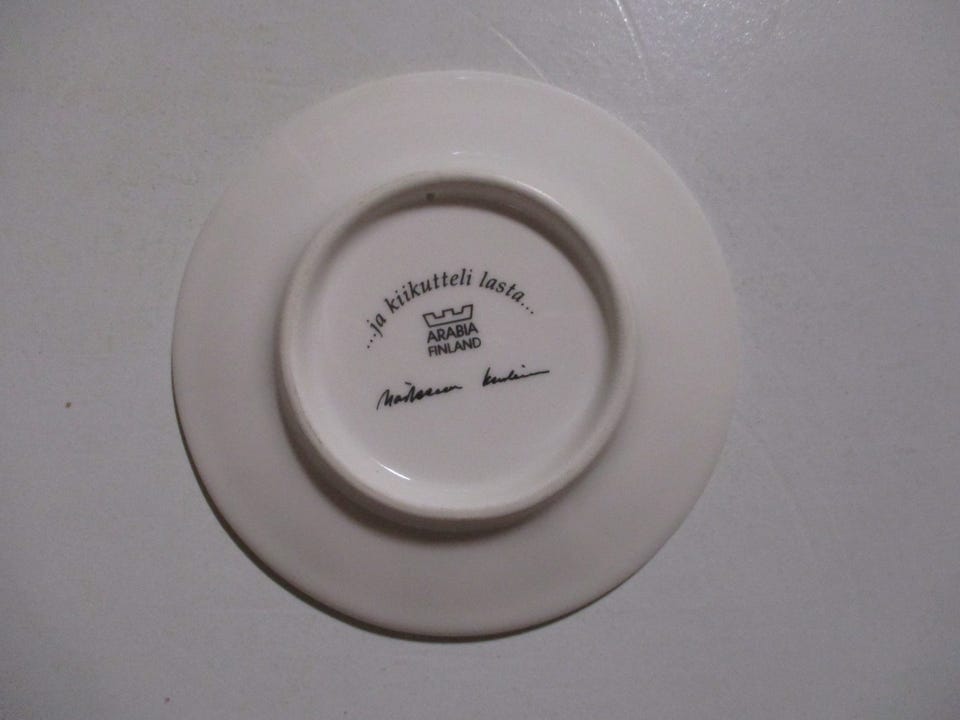 ...ja kiikutteli lasta...
ARABIA
FINLAND